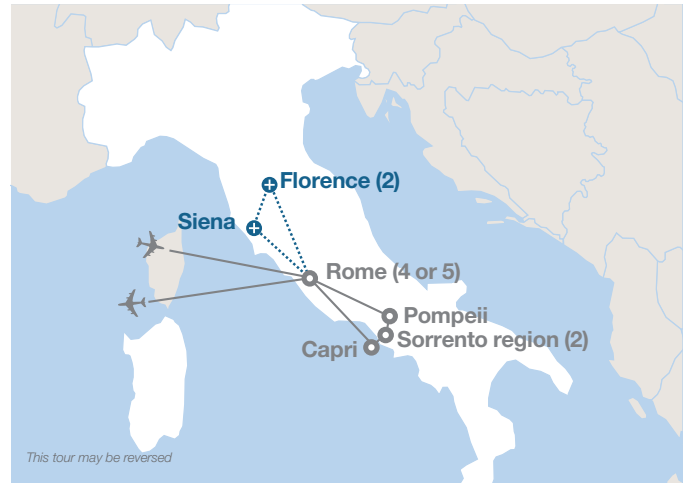 Florence (2)
Siena
Rome (4 or 5)
Pompeii
Sorrento region (2)
Capri
This tour may be reversed